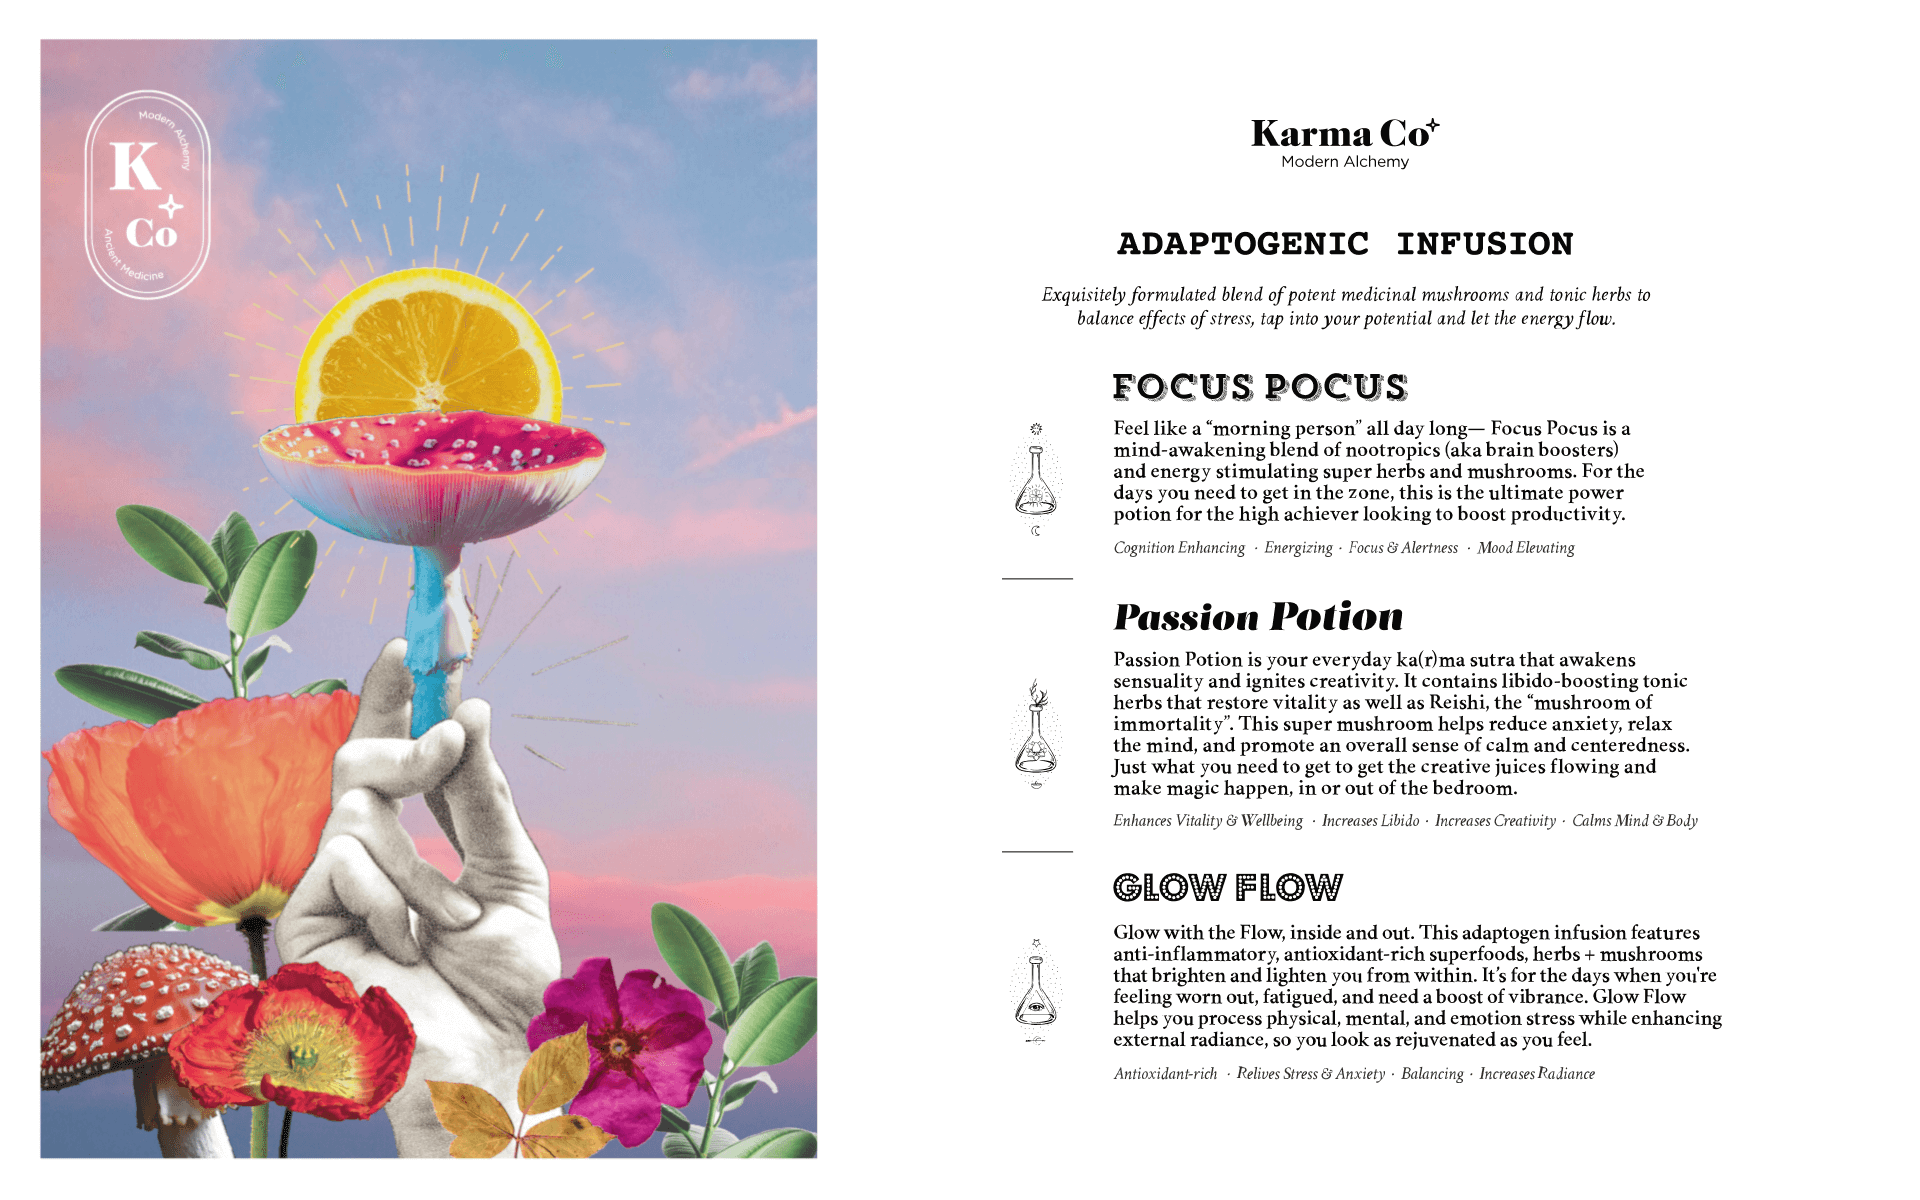 Modern Alchemy
K
Co
Ancient Medicine
Karma Co
Modern Alchemy
ADAPTOGENIC INFUSION
Exquisitely formulated blend of potent medicinal mushrooms and tonic herbs to
balance effects of stress, tap into your potential and let the energy flow.
FOCUS POCUS
Feel like a “morning person” all day long— Focus Pocus is a
mind-awakening blend of nootropics (aka brain boosters)
and energy stimulating super herbs and mushrooms. For the
days you need to get in the zone, this is the ultimate power
potion for the high achiever looking to boost productivity.
Cognition Enhancing · Energizing · Focus & Alertness · Mood Elevating
Passion Potion
Passion Potion is your everyday ka(r)ma sutra that awakens
sensuality and ignites creativity. It contains libido-boosting tonic
herbs that restore vitality as well as Reishi, the “mushroom of
immortality”. This super mushroom helps reduce anxiety, relax
the mind, and promote an overall sense of calm and centeredness.
Just what you need to get to get the creative juices flowing and
make magic happen, in or out of the bedroom.
Enhances Vitality & Wellbeing · Increases Libido · Increases Creativity · Calms Mind & Body
GLOW FLOW
Glow with the Flow, inside and out. This adaptogen infusion features
anti-inflammatory, antioxidant-rich superfoods, herbs + mushrooms
that brighten and lighten you from within. It’s for the days when you're
feeling worn out, fatigued, and need a boost of vibrance. Glow Flow
helps you process physical, mental, and emotion stress while enhancing
external radiance, so you look as rejuvenated as you feel.
Antioxidant-rich · Relives Stress & Anxiety · Balancing · Increases Radiance